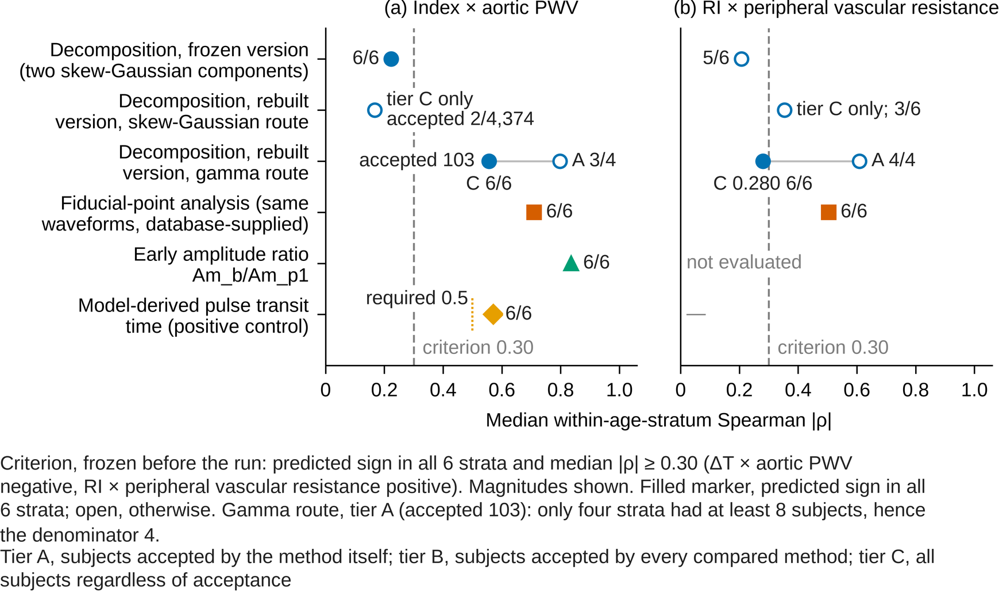 (a) Index × aortic PWV
(b) RI × peripheral vascular resistance
Decomposition, frozen version
(two skew-Gaussian components)
6/6
5/6
Decomposition, rebuilt
version, skew-Gaussian route
tier C only
accepted 2/4,374
tier C only; 3/6
Decomposition, rebuilt
version, gamma route
accepted 103
A 3/4
C 6/6
A 4/4
C 0.280 6/6
Fiducial-point analysis (same
waveforms, database-supplied)
6/6
6/6
Early amplitude ratio
Am_b/Am_p1
6/6
not evaluated
Model-derived pulse transit
time (positive control)
required 0.5
6/6
—
criterion 0.30
criterion 0.30
0 0.2 0.4 0.6 0.8 1.0
0 0.2 0.4 0.6 0.8 1.0
Median within-age-stratum Spearman |ρ|
Criterion, frozen before the run: predicted sign in all 6 strata and median |ρ| ≥ 0.30 (ΔT × aortic PWV
negative, RI × peripheral vascular resistance positive). Magnitudes shown. Filled marker, predicted sign in all
6 strata; open, otherwise. Gamma route, tier A (accepted 103): only four strata had at least 8 subjects, hence
the denominator 4.
Tier A, subjects accepted by the method itself; tier B, subjects accepted by every compared method; tier C, all
subjects regardless of acceptance